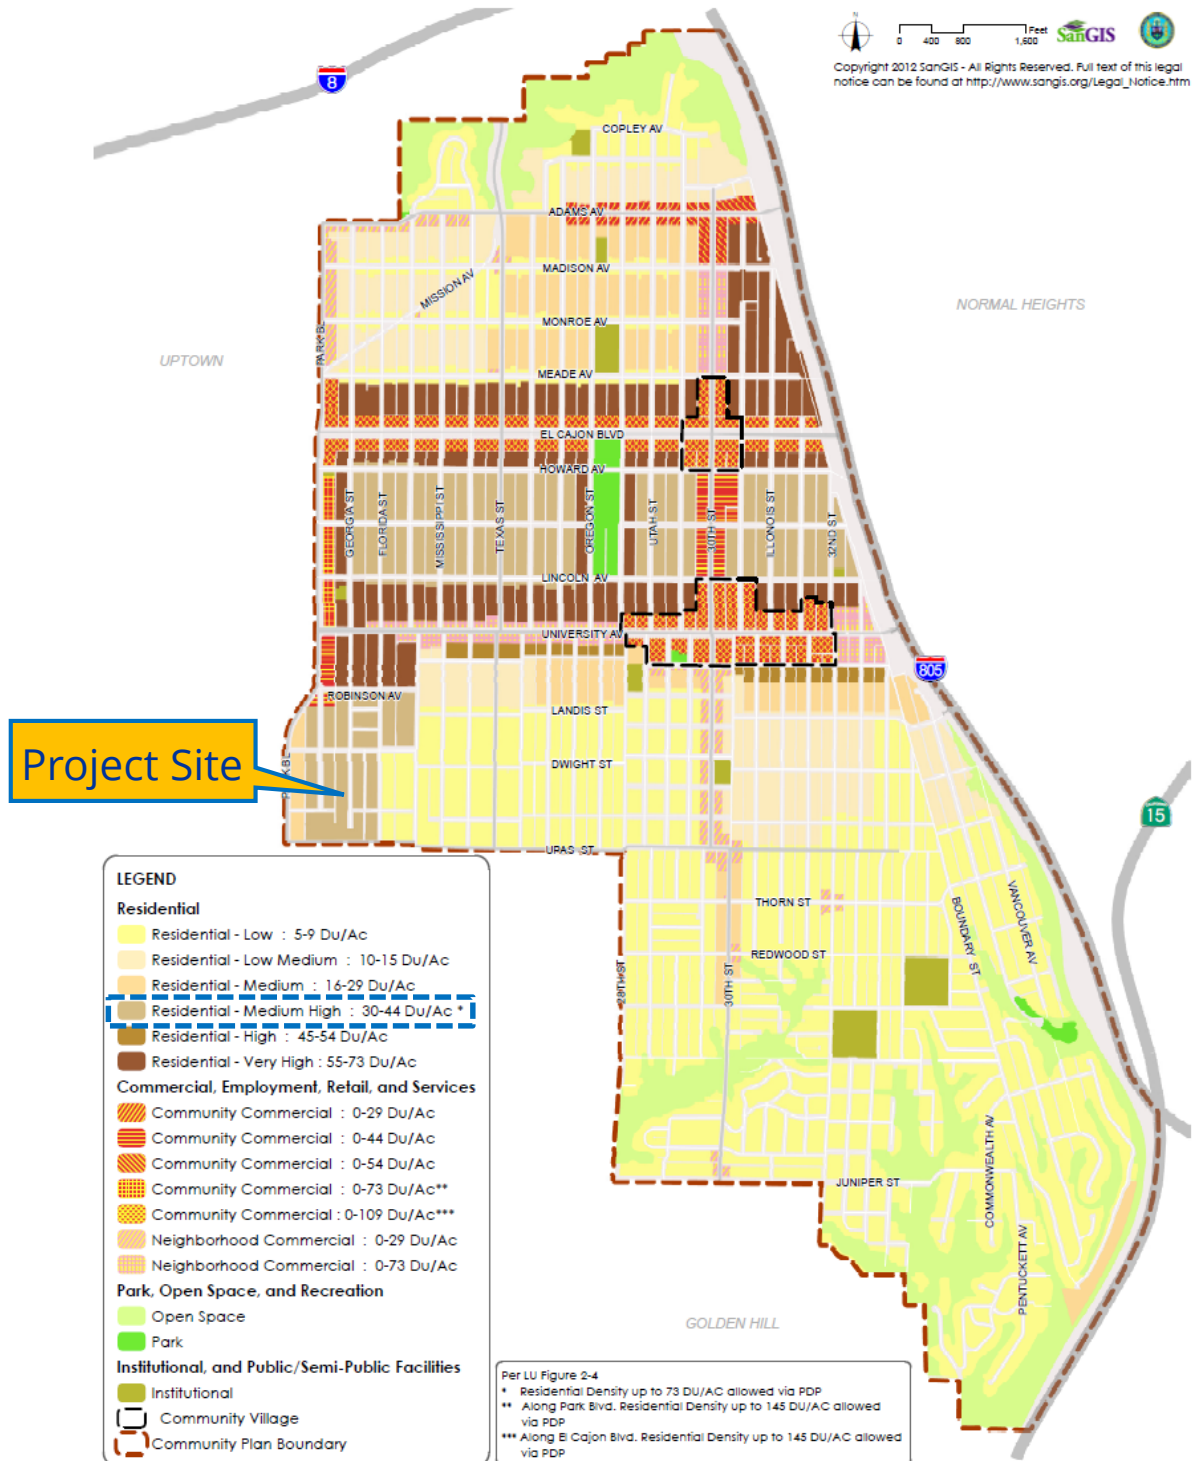 N
0 400 800 1,600 Feet
SanGIS
Copyright 2012 SanGIS - All Rights Reserved. Full text of this legal
notice can be found at http://www.sangis.org/Legal_Notice.htm
8
COPLEY AV
ADAMS AV
MADISON AV
MISSION AV
NORMAL HEIGHTS
MONROE AV
PARK BL
UPTOWN
MEADE AV
EL CAJON BLVD
HOWARD AV
GEORGIA ST
FLORIDA ST
MISSISSIPPI ST
TEXAS ST
OREGON ST
UTAH ST
30TH ST
ILLINOIS ST
32ND ST
LINCOLN AV
UNIVERSITY AV
805
ROBINSON AV
LANDIS ST
Project Site
DWIGHT ST
15
UPAS ST
THORN ST
BOUNDARY ST
VANCOUVER AV
REDWOOD ST
28TH ST
30TH ST
COMMONWEALTH AV
JUNIPER ST
PENTUCKETT AV
GOLDEN HILL
LEGEND
Residential
Residential - Low : 5-9 Du/Ac
Residential - Low Medium : 10-15 Du/Ac
Residential - Medium : 16-29 Du/Ac
Residential - Medium High : 30-44 Du/Ac *
Residential - High : 45-54 Du/Ac
Residential - Very High : 55-73 Du/Ac
Commercial, Employment, Retail, and Services
Community Commercial : 0-29 Du/Ac
Community Commercial : 0-44 Du/Ac
Community Commercial : 0-54 Du/Ac
Community Commercial : 0-73 Du/Ac**
Community Commercial : 0-109 Du/Ac***
Neighborhood Commercial : 0-29 Du/Ac
Neighborhood Commercial : 0-73 Du/Ac
Park, Open Space, and Recreation
Open Space
Park
Institutional, and Public/Semi-Public Facilities
Institutional
Community Village
Community Plan Boundary
Per LU Figure 2-4
* Residential Density up to 73 DU/AC allowed via PDP
** Along Park Blvd. Residential Density up to 145 DU/AC allowed
via PDP
*** Along El Cajon Blvd. Residential Density up to 145 DU/AC allowed
via PDP